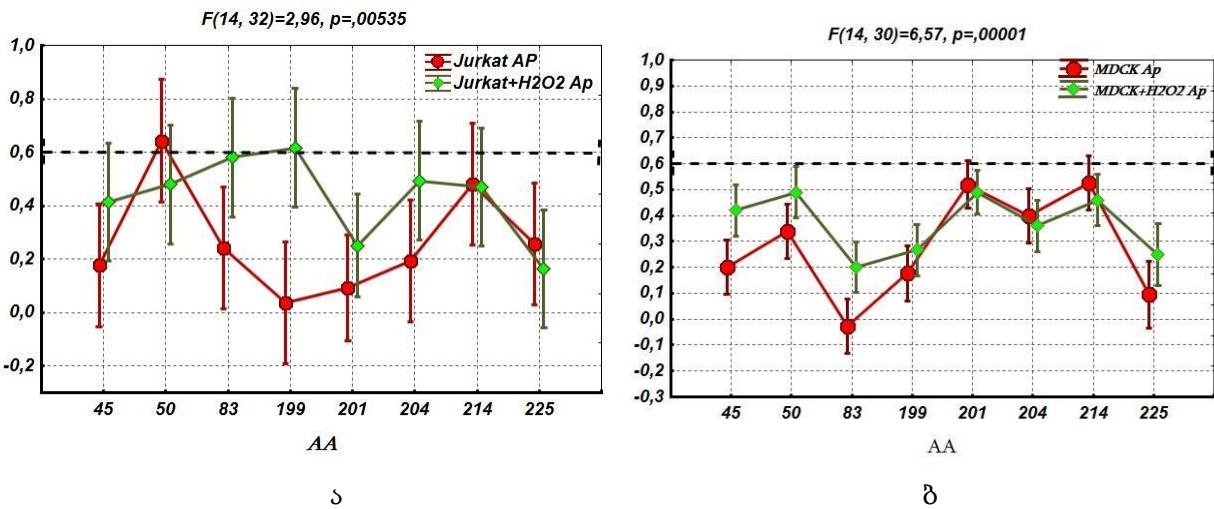 F(14, 32)=2,96, p=,00535
1,0
0,8
0,6
0,4
0,2
0,0
-0,2
Jurkat AP
Jurkat+H2O2 Ap
45 50 83 199 201 204 214 225
AA
ა
F(14, 30)=6,57, p=,00001
1,0
0,9
0,8
0,7
0,6
0,5
0,4
0,3
0,2
0,1
0,0
-0,1
0,2
-0,3
MDCK Ap
MDCK+H2O2 Ap
45 50 83 199 201 204 214 225
AA
ბ